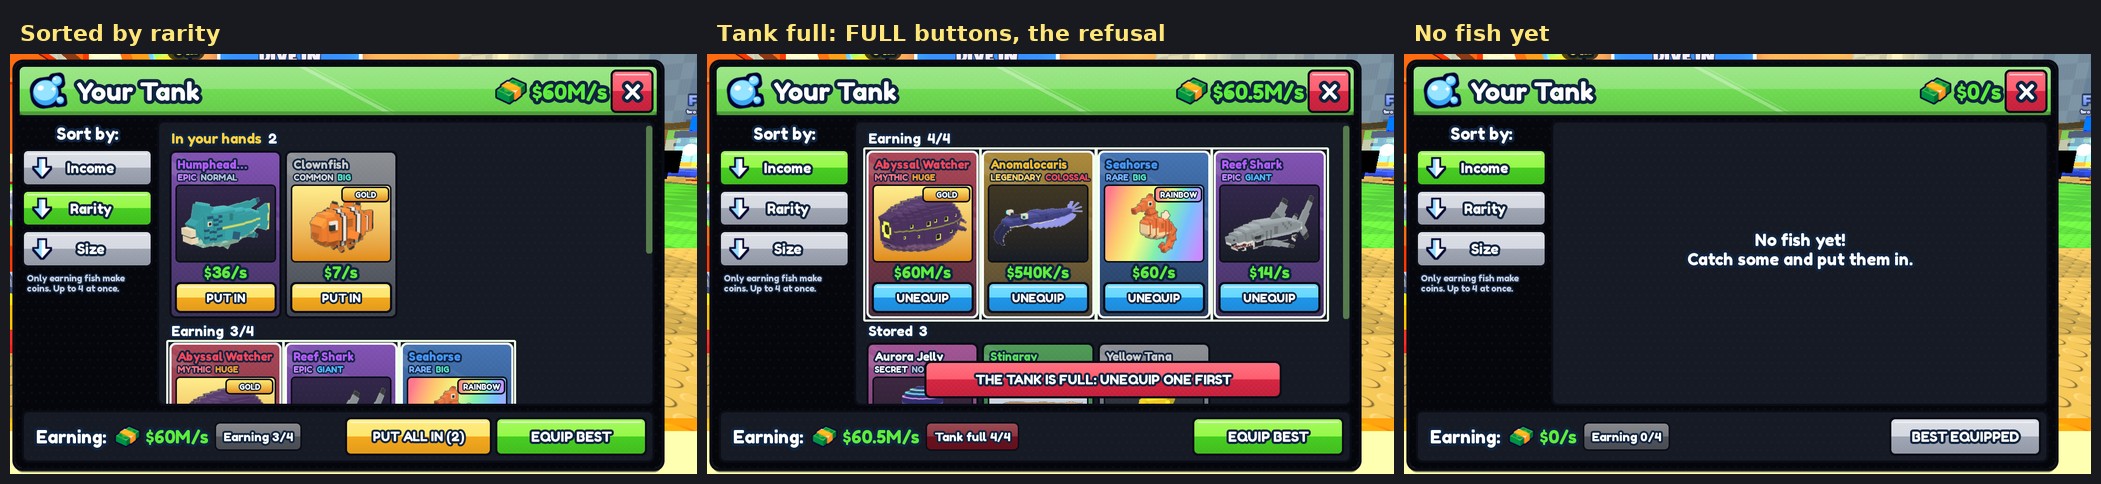 Sorted by rarity
DIVE IN
Your Tank
$60M/s
Sort by:
Income
Rarity
Size
Only earning fish make
coins. Up to 4 at once.
In your hands 2
Humphead...
EPIC NORMAL
$36/s
PUT IN
Clownfish
COMMON BIG
GOLD
$7/s
PUT IN
Earning 3/4
Abyssal Watcher
MYTHIC HUGE
GOLD
Reef Shark
EPIC GIANT
Seahorse
RARE BIG
RAINBOW
Earning: $60M/s
Earning 3/4
PUT ALL IN (2)
EQUIP BEST
Tank full: FULL buttons, the refusal
DIVE IN
Your Tank
$60.5M/s
Sort by:
Income
Rarity
Size
Only earning fish make
coins. Up to 4 at once.
Earning 4/4
Abyssal Watcher
MYTHIC HUGE
GOLD
$60M/s
UNEQUIP
Anomalocaris
LEGENDARY COLOSSAL
$540K/s
UNEQUIP
Seahorse
RARE BIG
RAINBOW
$60/s
UNEQUIP
Reef Shark
EPIC GIANT
$14/s
UNEQUIP
Stored 3
Aurora Jelly
SECRET NO
Stingray
Yellow Tang
THE TANK IS FULL: UNEQUIP ONE FIRST
Earning: $60.5M/s
Tank full 4/4
EQUIP BEST
No fish yet
DIVE IN
Your Tank
$0/s
Sort by:
Income
Rarity
Size
Only earning fish make
coins. Up to 4 at once.
No fish yet!
Catch some and put them in.
Earning: $0/s
Earning 0/4
BEST EQUIPPED